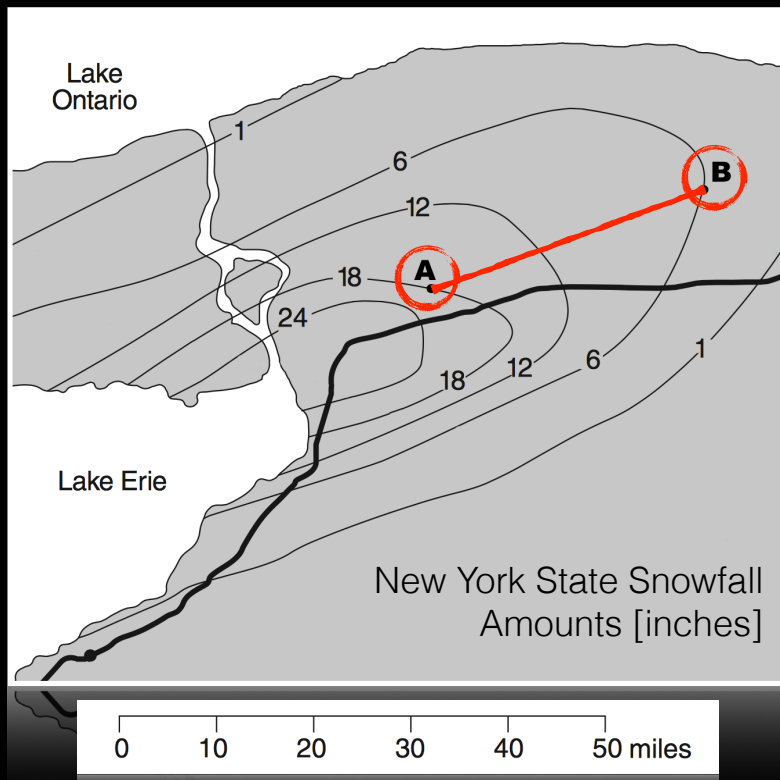 Lake
Ontario
1
6
B
12
A
18
24
18
12
6
1
Lake Erie
New York State Snowfall
Amounts [inches]
0 10 20 30 40 50 miles